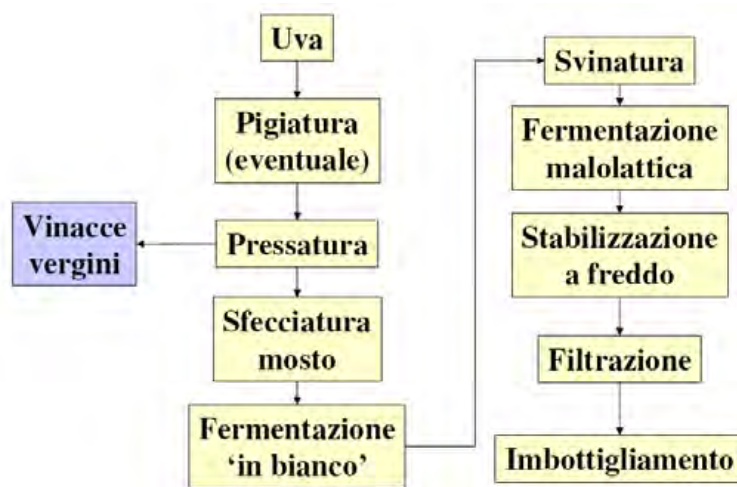 Uva
Pigiatura
(eventuale)
Vinacce
vergini
Pressatura
Sfecciatura
mosto
Fermentazione
‘in bianco’
Svinatura
Fermentazione
malolattica
Stabilizzazione
a freddo
Filtrazione
Imbottigliamento